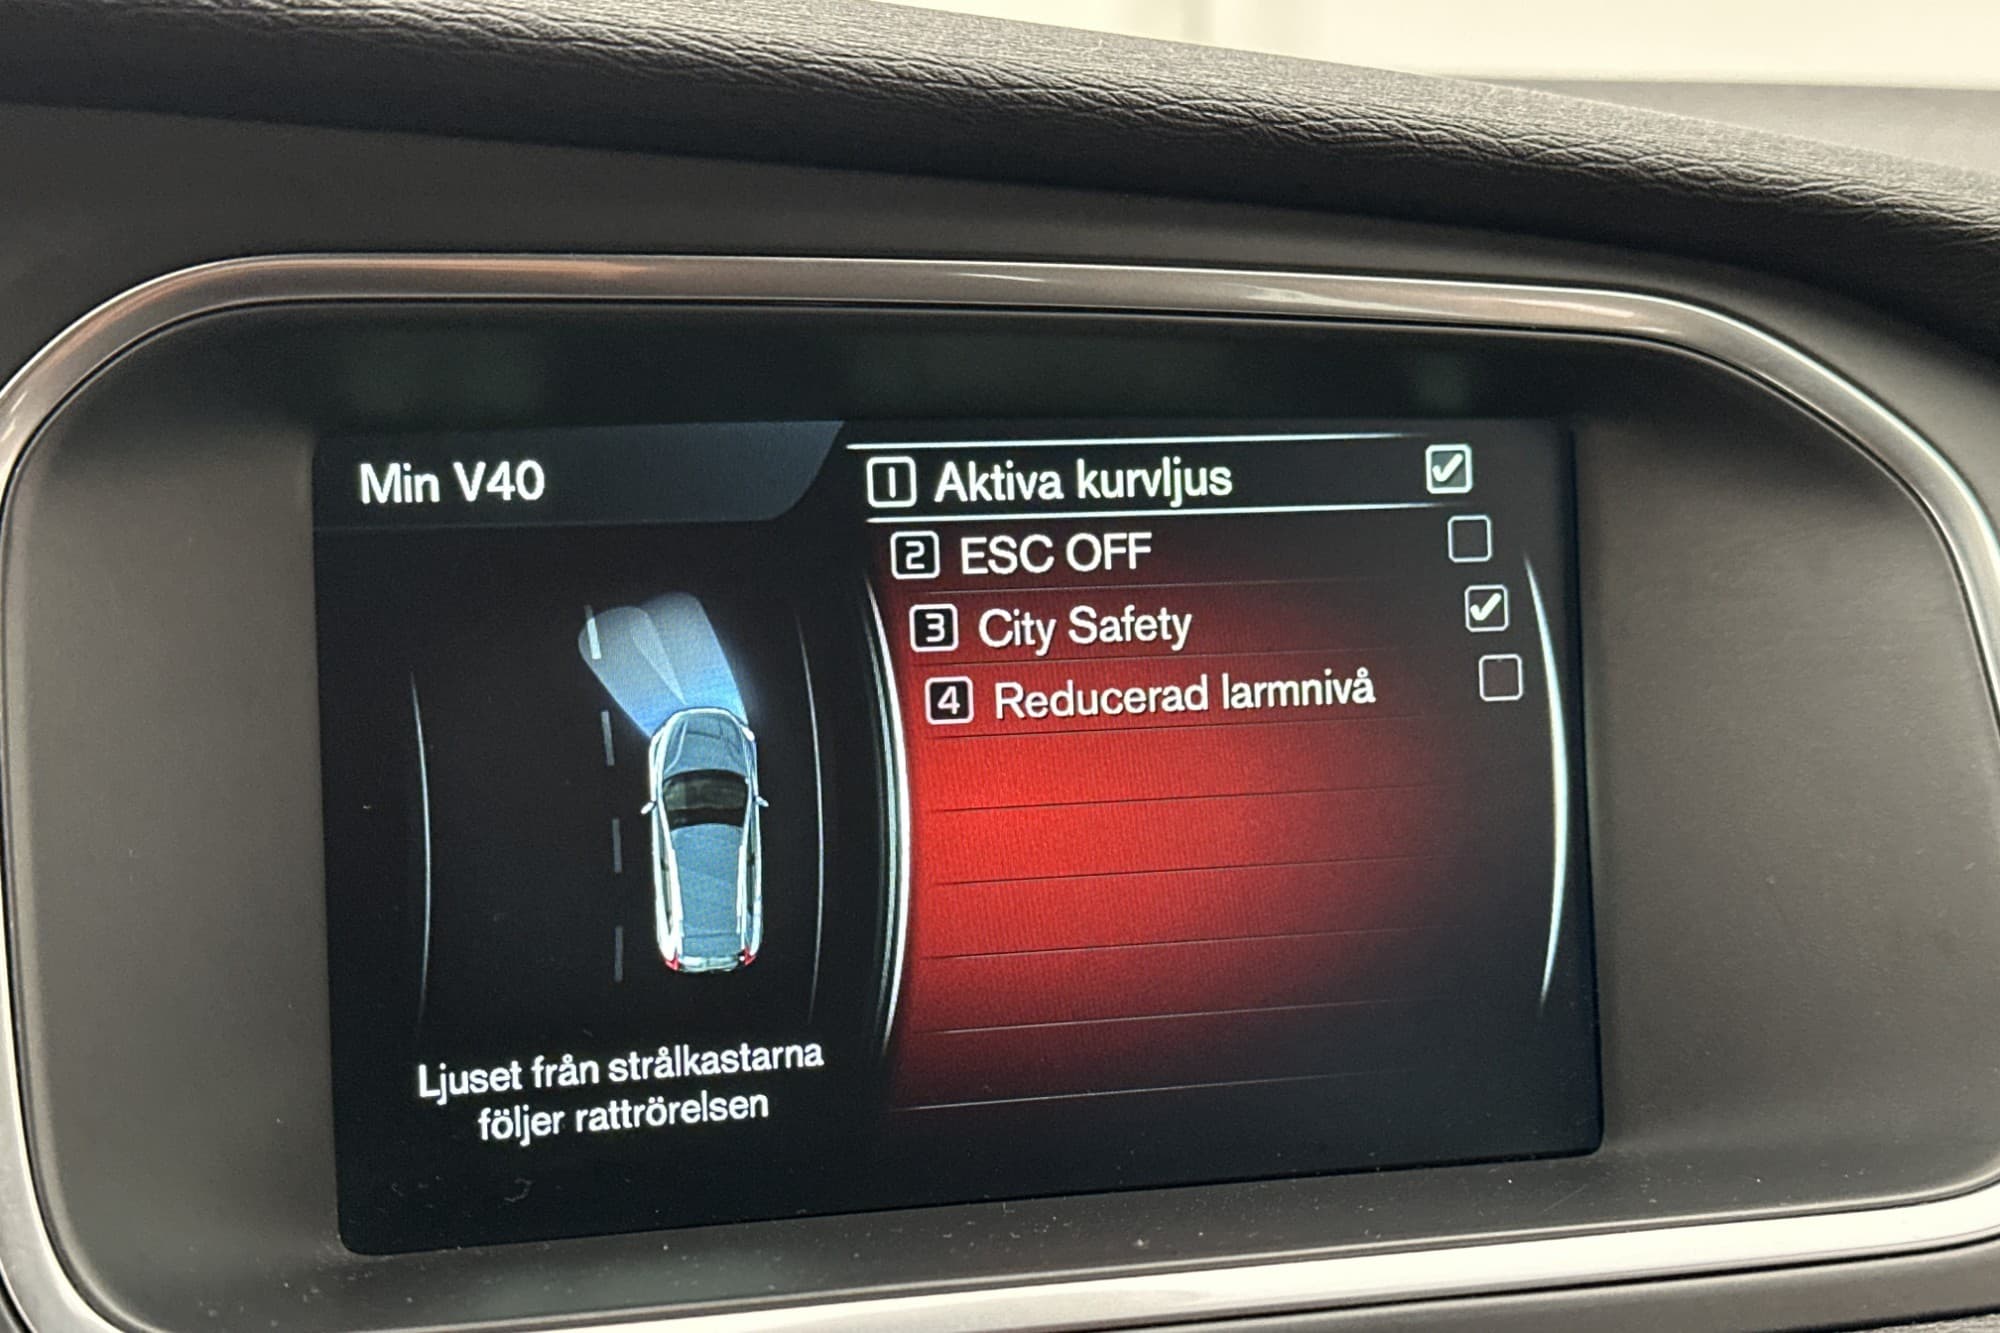 Min V40
1 Aktiva kurvljus
2 ESC OFF
3 City Safety
4 Reducerad larmnivå
Ljuset från strålkastarna
följer rattrörelsen